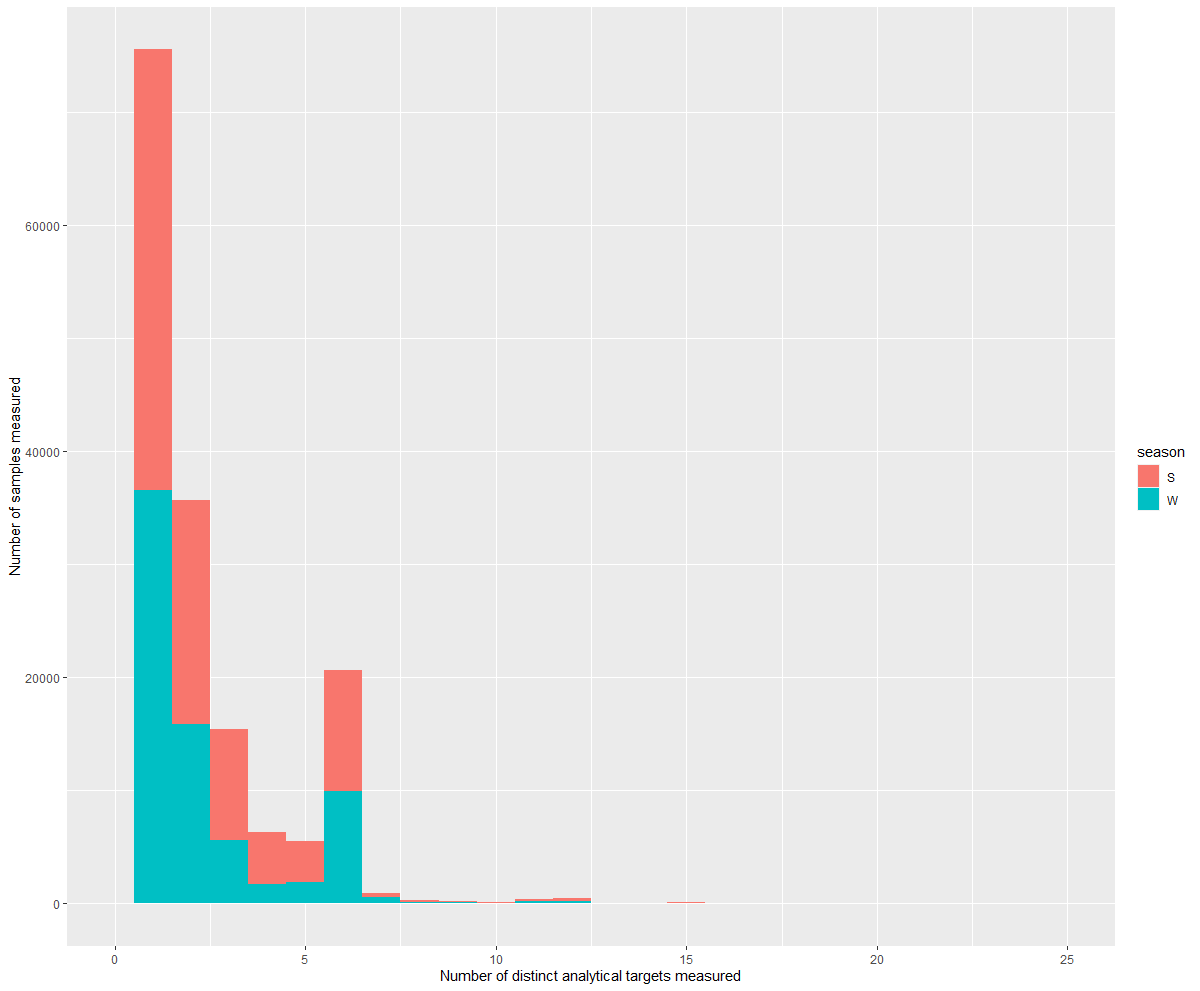 Number of samples measured
60000
40000
20000
0
0 5 10 15 20 25
Number of distinct analytical targets measured
season
S
W